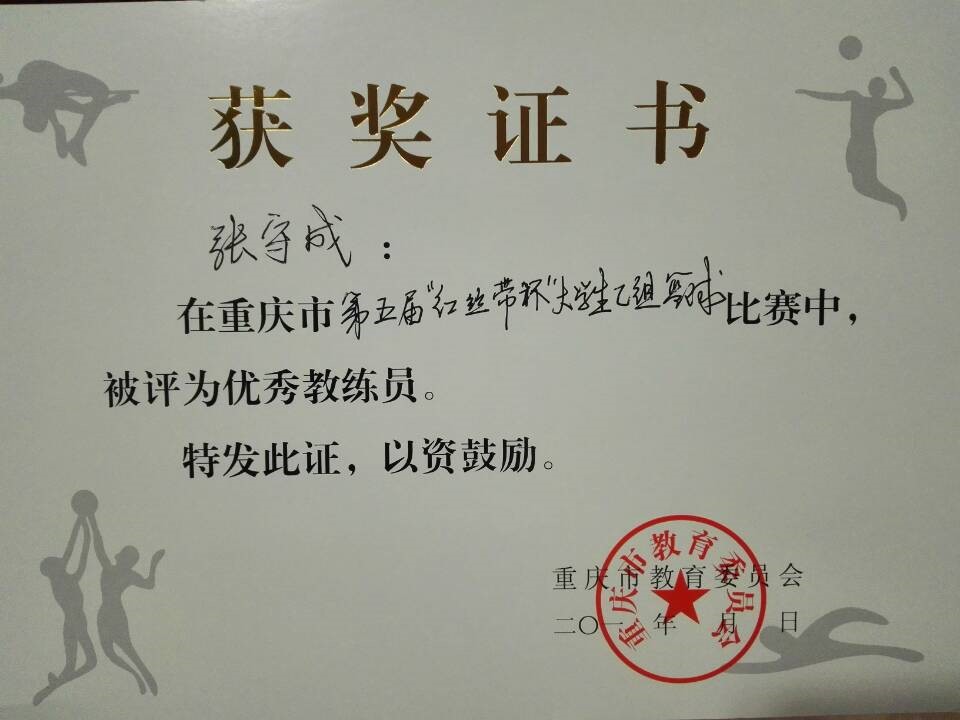 获奖证书
张守成：
在重庆市第五届“红丝带杯”大学生乙组篮球比赛中，
被评为优秀教练员。
特发此证，以资鼓励。
重庆市教育委员会
二〇一 年 月 日
重庆市教育委员会